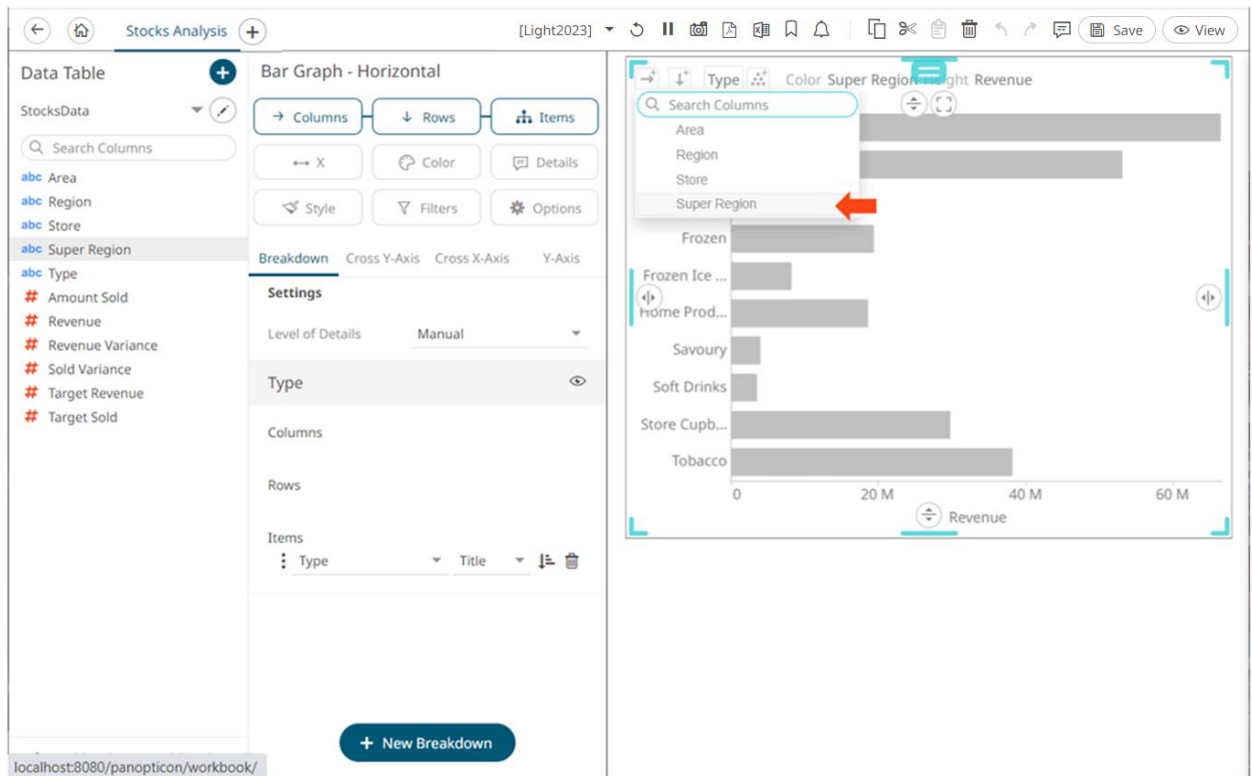 Stocks Analysis
[Light2023]
Save
View
Data Table
StocksData
Search Columns
abc Area
abc Region
abc Store
abc Super Region
abc Type
# Amount Sold
# Revenue
# Revenue Variance
# Sold Variance
# Target Revenue
# Target Sold
Bar Graph - Horizontal
Columns
Rows
Items
X
Color
Details
Style
Filters
Options
Breakdown Cross Y-Axis Cross X-Axis Y-Axis
Settings
Level of Details Manual
Type
Columns
Rows
Items
Type Title
+ New Breakdown
Type Color Super Region Height Revenue
Search Columns
Area
Region
Store
Super Region
Frozen
Frozen Ice ...
Home Prod...
Savoury
Soft Drinks
Store Cupb...
Tobacco
0 20 M 40 M 60 M
Revenue
localhost:8080/panopticon/workbook/